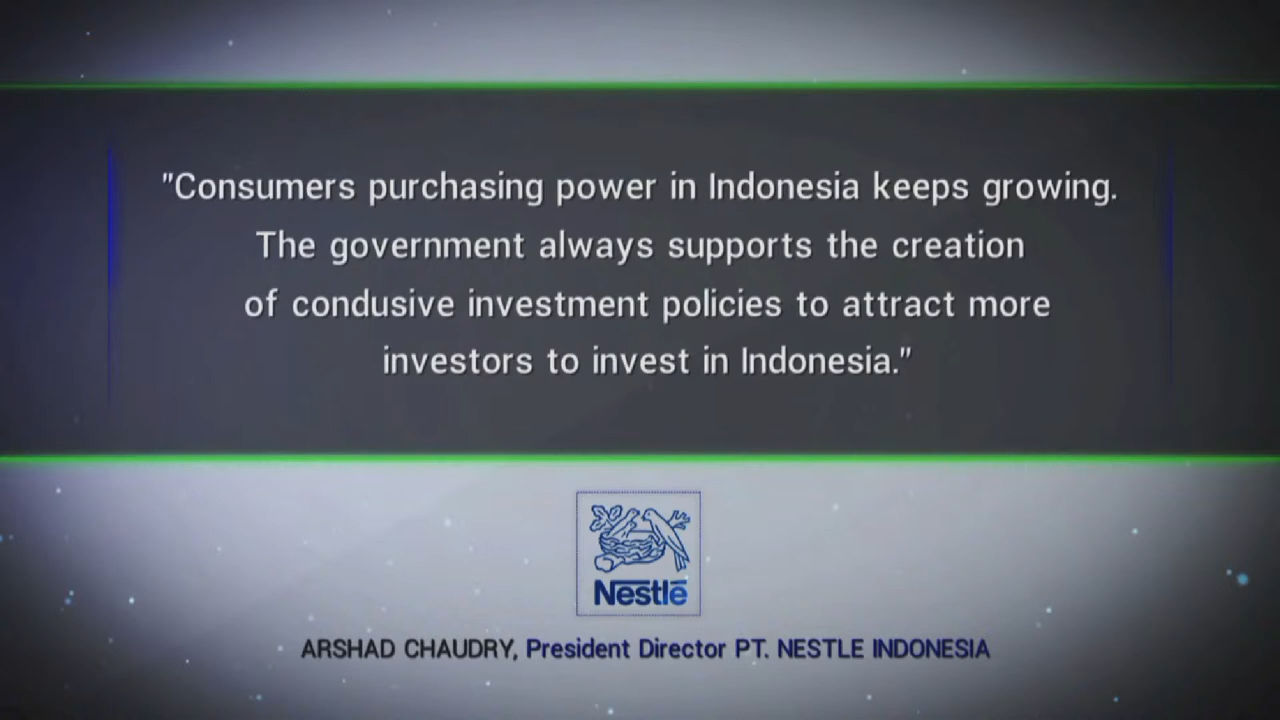 "Consumers purchasing power in Indonesia keeps growing.
The government always supports the creation
of condusive investment policies to attract more
investors to invest in Indonesia."
Nestlē
ARSHAD CHAUDRY, President Director PT. NESTLE INDONESIA